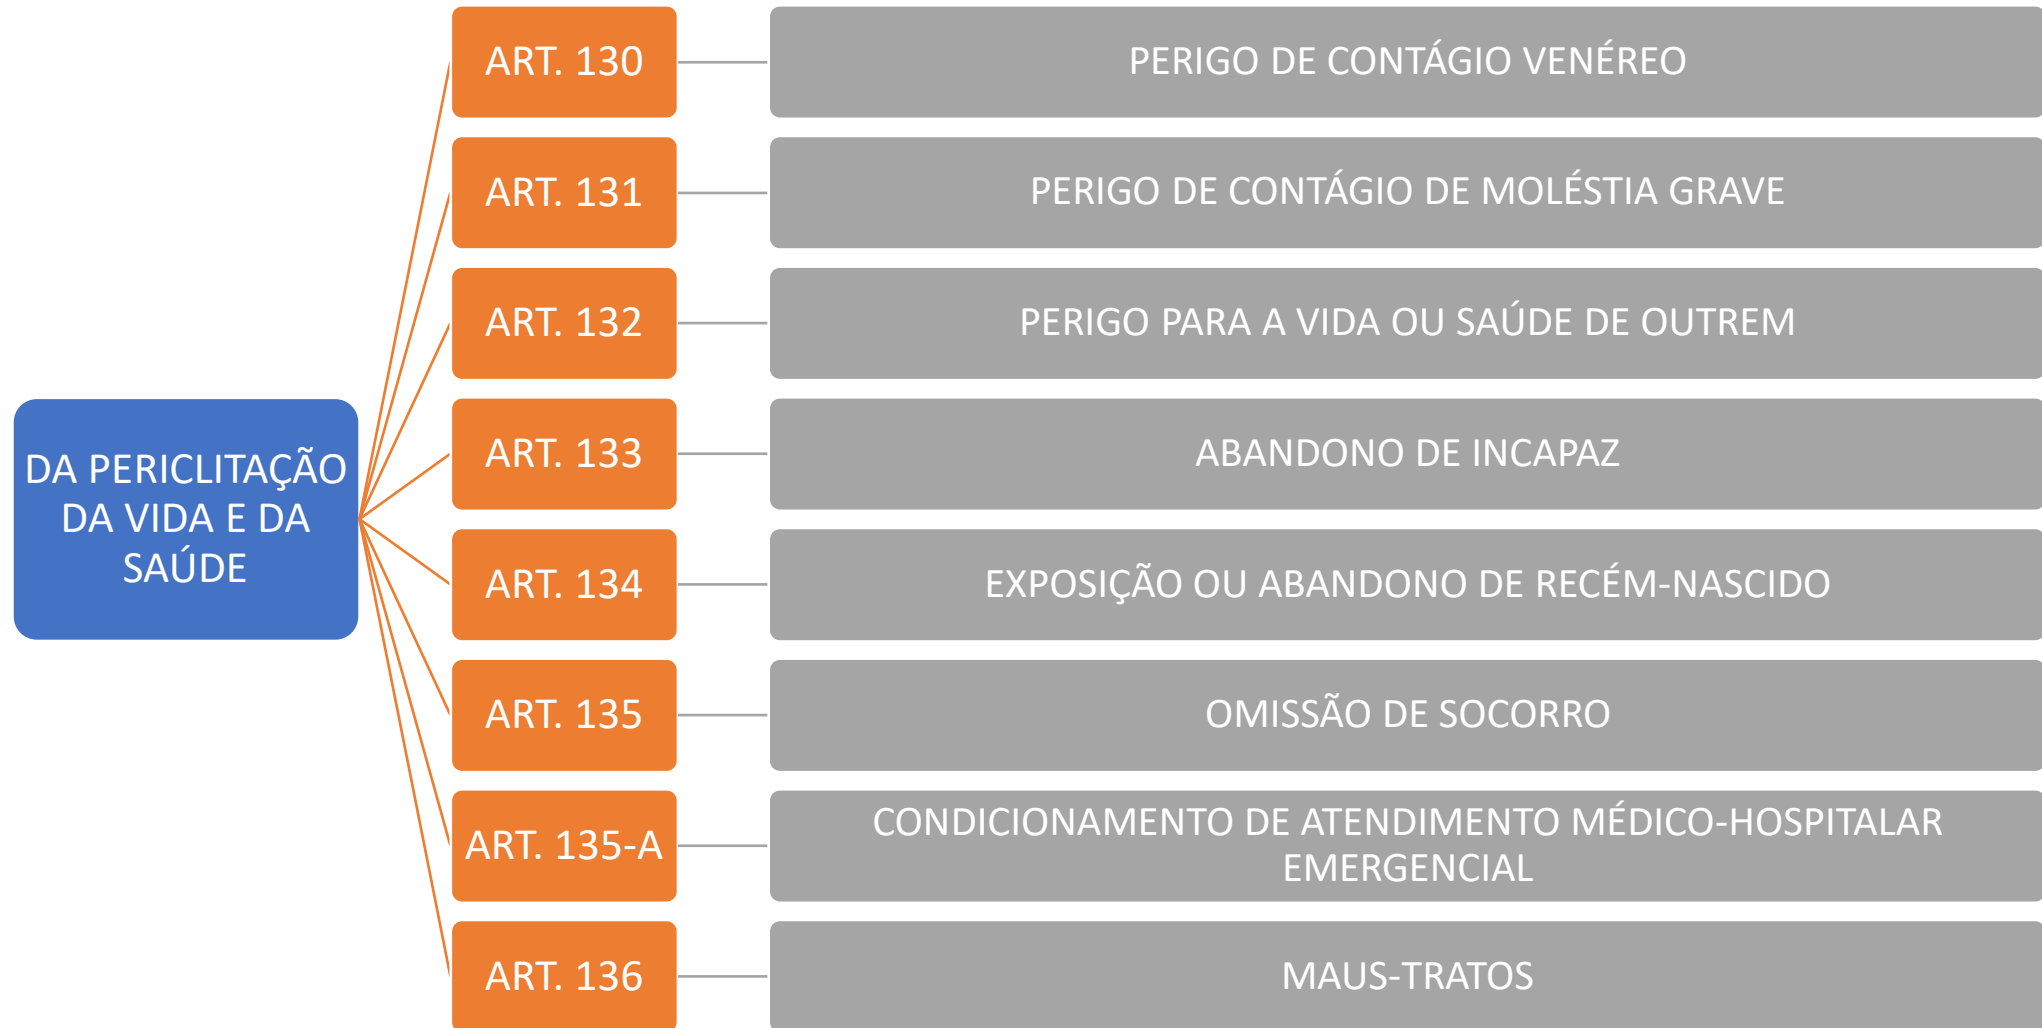 DA PERICLITAÇÃO
DA VIDA E DA
SAÚDE
ART. 130
PERIGO DE CONTÁGIO VENÉREO
ART. 131
PERIGO DE CONTÁGIO DE MOLÉSTIA GRAVE
ART. 132
PERIGO PARA A VIDA OU SAÚDE DE OUTREM
ART. 133
ABANDONO DE INCAPAZ
ART. 134
EXPOSIÇÃO OU ABANDONO DE RECÉM-NASCIDO
ART. 135
OMISSÃO DE SOCORRO
ART. 135-A
CONDICIONAMENTO DE ATENDIMENTO MÉDICO-HOSPITALAR
EMERGENCIAL
ART. 136
MAUS-TRATOS